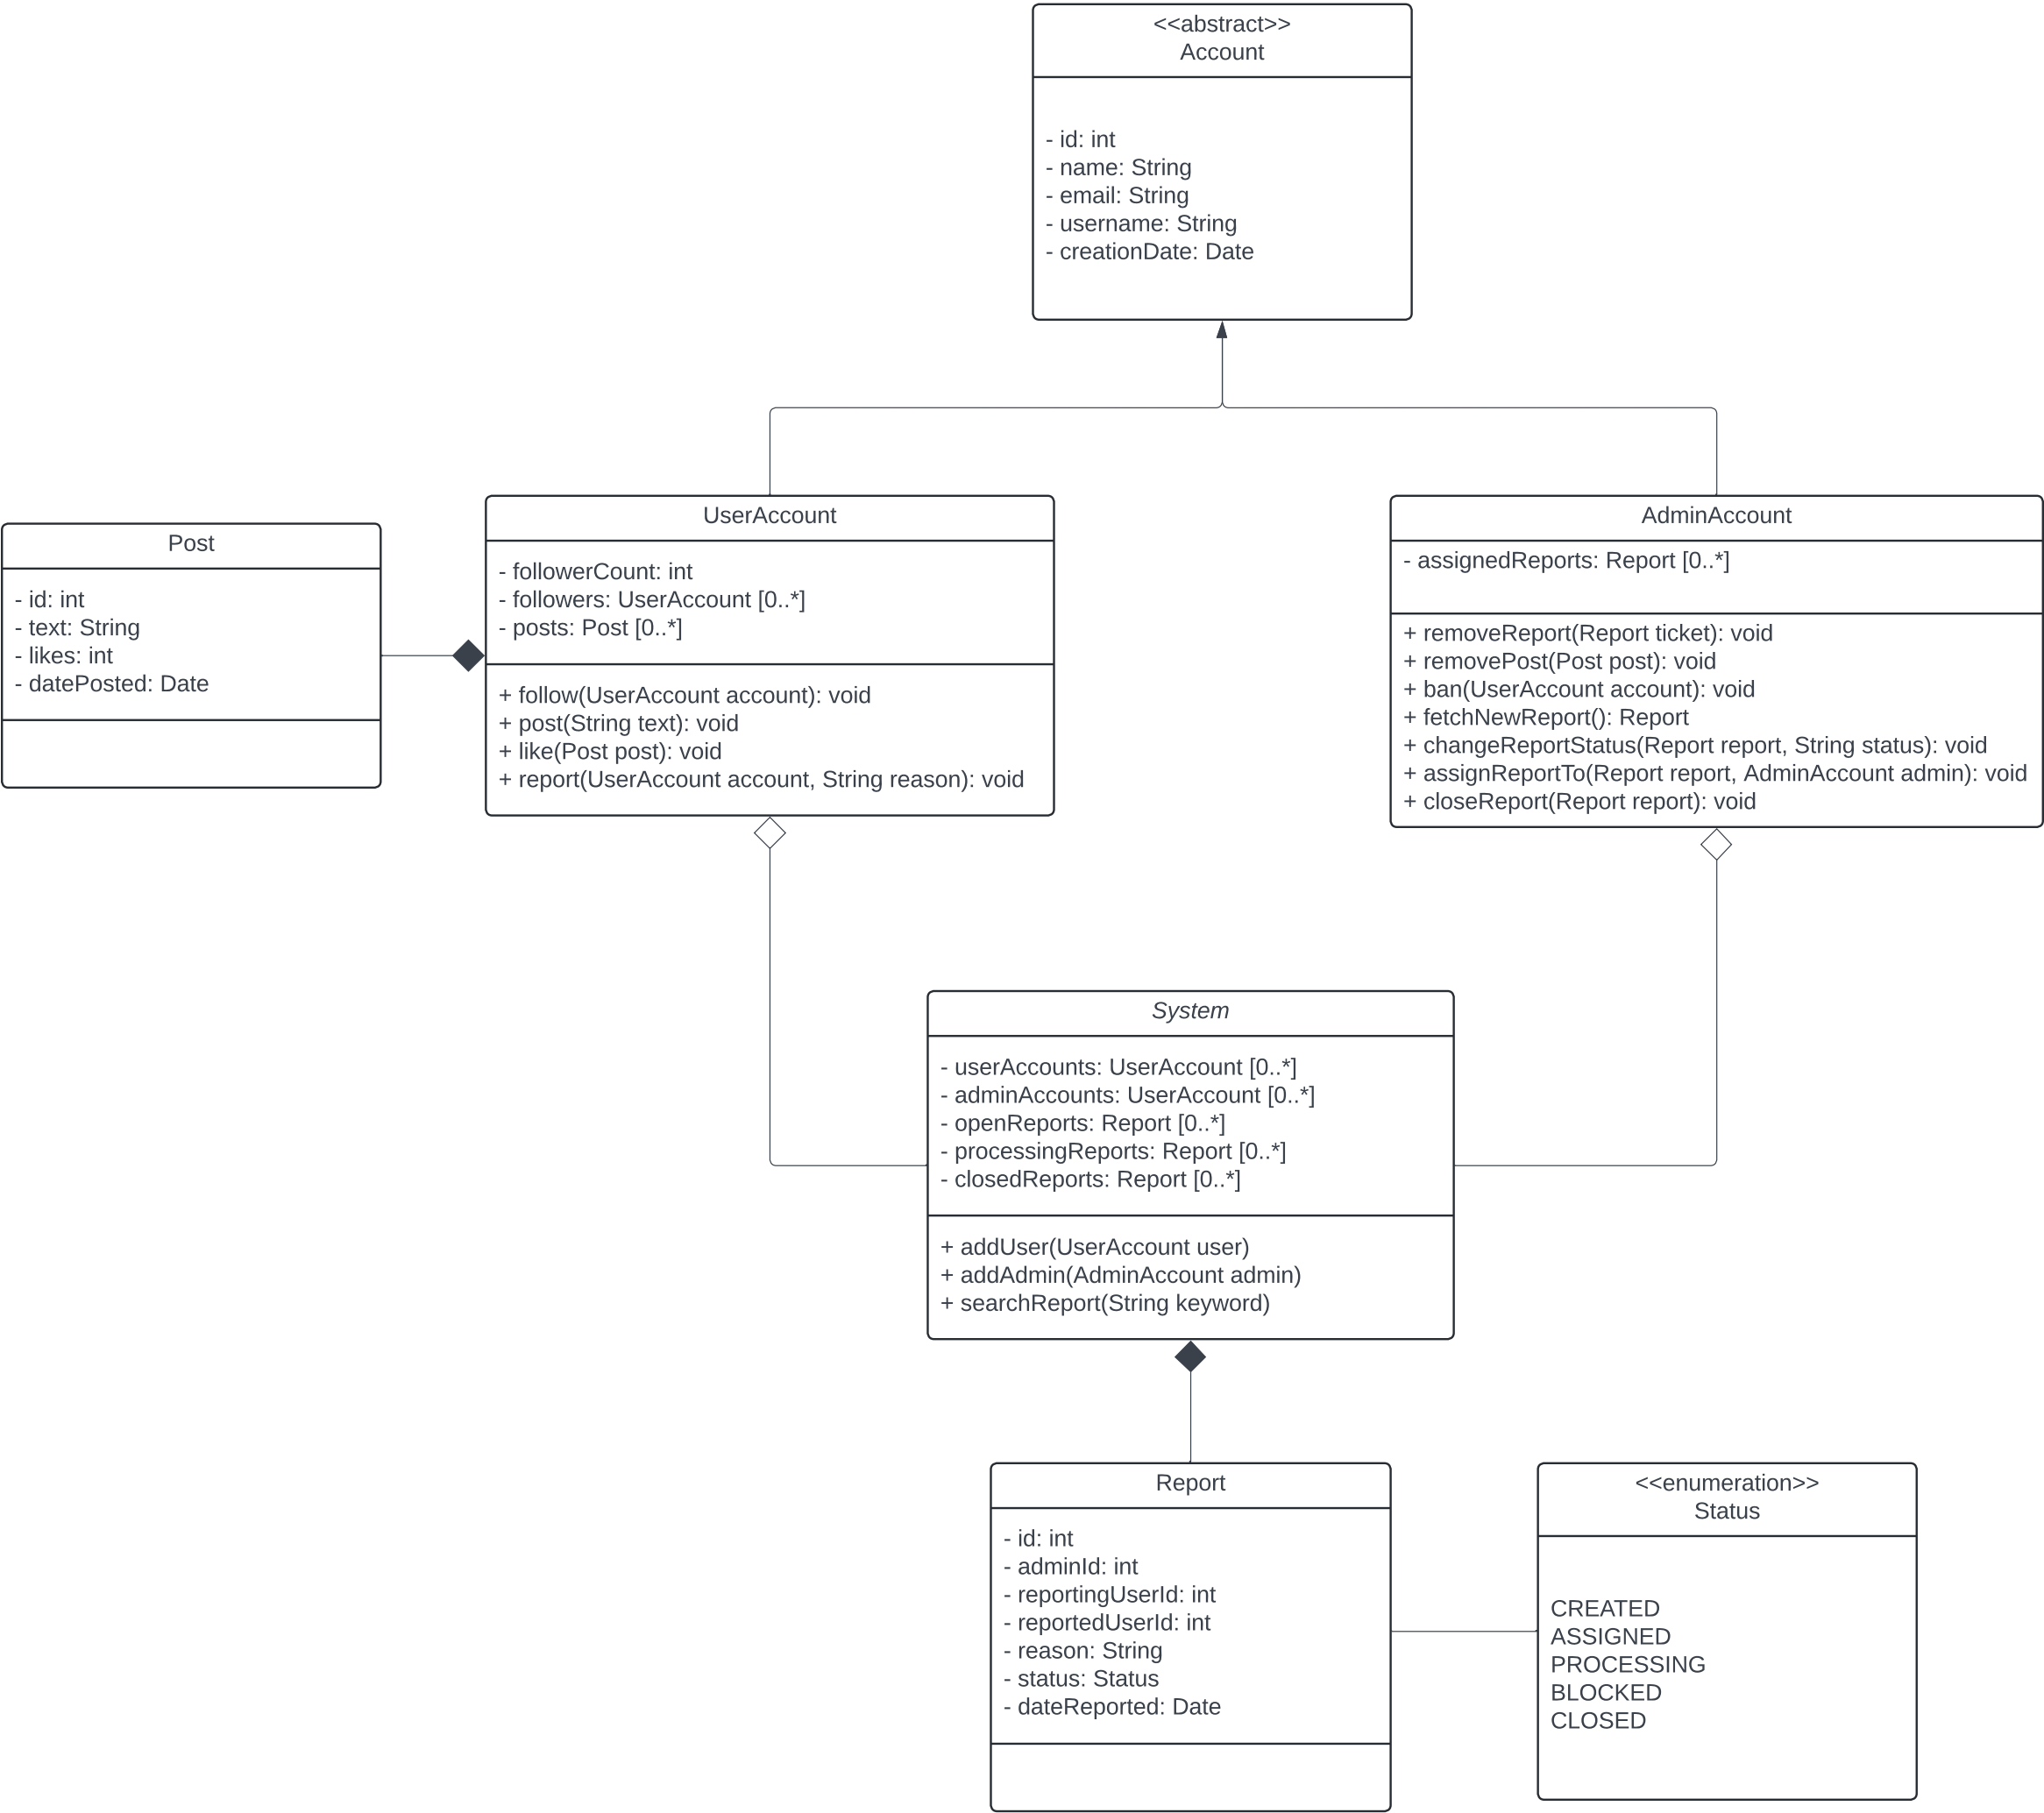 <<abstract>>
Account
- id: int
- name: String
- email: String
- username: String
- creationDate: Date
Post
- id: int
- text: String
- likes: int
- datePosted: Date
UserAccount
- followerCount: int
- followers: UserAccount [0..*]
- posts: Post [0..*]
+ follow(UserAccount account): void
+ post(String text): void
+ like(Post post): void
+ report(UserAccount account, String reason): void
AdminAccount
- assignedReports: Report [0..*]
+ removeReport(Report ticket): void
+ removePost(Post post): void
+ ban(UserAccount account): void
+ fetchNewReport(): Report
+ changeReportStatus(Report report, String status): void
+ assignReportTo(Report report, AdminAccount admin): void
+ closeReport(Report report): void
System
- userAccounts: UserAccount [0..*]
- adminAccounts: UserAccount [0..*]
- openReports: Report [0..*]
- processingReports: Report [0..*]
- closedReports: Report [0..*]
+ addUser(UserAccount user)
+ addAdmin(AdminAccount admin)
+ searchReport(String keyword)
Report
- id: int
- adminId: int
- reportingUserId: int
- reportedUserId: int
- reason: String
- status: Status
- dateReported: Date
<<enumeration>>
Status
CREATED
ASSIGNED
PROCESSING
BLOCKED
CLOSED